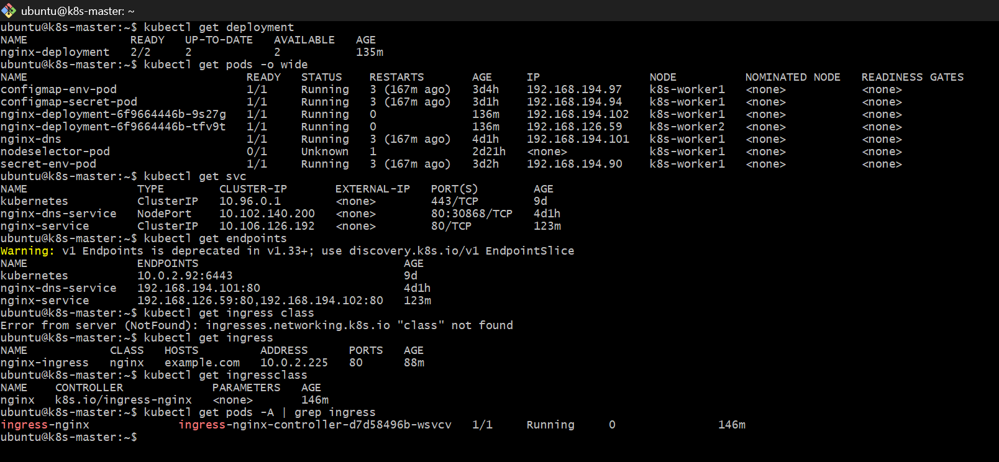 ubuntu@k8s-master: ~
ubuntu@k8s-master:~$ kubectl get deployment
NAME               READY   UP-TO-DATE   AVAILABLE   AGE
nginx-deployment   2/2     2            2           135m
ubuntu@k8s-master:~$ kubectl get pods -o wide
NAME                                READY   STATUS    RESTARTS       AGE     IP                NODE          NOMINATED NODE   READINESS GATES
configmap-env-pod                   1/1     Running   3 (167m ago)   3d4h    192.168.194.97    k8s-worker1   <none>           <none>
configmap-secret-pod                1/1     Running   3 (167m ago)   3d1h    192.168.194.94    k8s-worker1   <none>           <none>
nginx-deployment-6f9664446b-9s27g   1/1     Running   0              136m    192.168.194.102   k8s-worker1   <none>           <none>
nginx-deployment-6f9664446b-tfv9t   1/1     Running   0              136m    192.168.126.59    k8s-worker2   <none>           <none>
nginx-dns                           1/1     Running   3 (167m ago)   4d1h    192.168.194.101   k8s-worker1   <none>           <none>
nodeselector-pod                    0/1     Unknown   1              2d21h   <none>            k8s-worker1   <none>           <none>
secret-env-pod                      1/1     Running   3 (167m ago)   3d2h    192.168.194.90    k8s-worker1   <none>           <none>
ubuntu@k8s-master:~$ kubectl get svc
NAME                TYPE        CLUSTER-IP       EXTERNAL-IP   PORT(S)        AGE
kubernetes          ClusterIP   10.96.0.1        <none>        443/TCP        9d
nginx-dns-service   NodePort    10.102.140.200   <none>        80:30868/TCP   4d1h
nginx-service       ClusterIP   10.106.126.192   <none>        80/TCP         123m
ubuntu@k8s-master:~$ kubectl get endpoints
Warning: v1 Endpoints is deprecated in v1.33+; use discovery.k8s.io/v1 EndpointSlice
NAME                ENDPOINTS                              AGE
kubernetes          10.0.2.92:6443                         9d
nginx-dns-service   192.168.194.101:80                     4d1h
nginx-service       192.168.126.59:80,192.168.194.102:80   123m
ubuntu@k8s-master:~$ kubectl get ingress class
Error from server (NotFound): ingresses.networking.k8s.io "class" not found
ubuntu@k8s-master:~$ kubectl get ingress
NAME            CLASS   HOSTS         ADDRESS      PORTS   AGE
nginx-ingress   nginx   example.com   10.0.2.225   80      88m
ubuntu@k8s-master:~$ kubectl get ingressclass
NAME    CONTROLLER             PARAMETERS   AGE
nginx   k8s.io/ingress-nginx   <none>       146m
ubuntu@k8s-master:~$ kubectl get pods -A | grep ingress
ingress-nginx             ingress-nginx-controller-d7d58496b-wsvcv   1/1     Running     0               146m
ubuntu@k8s-master:~$